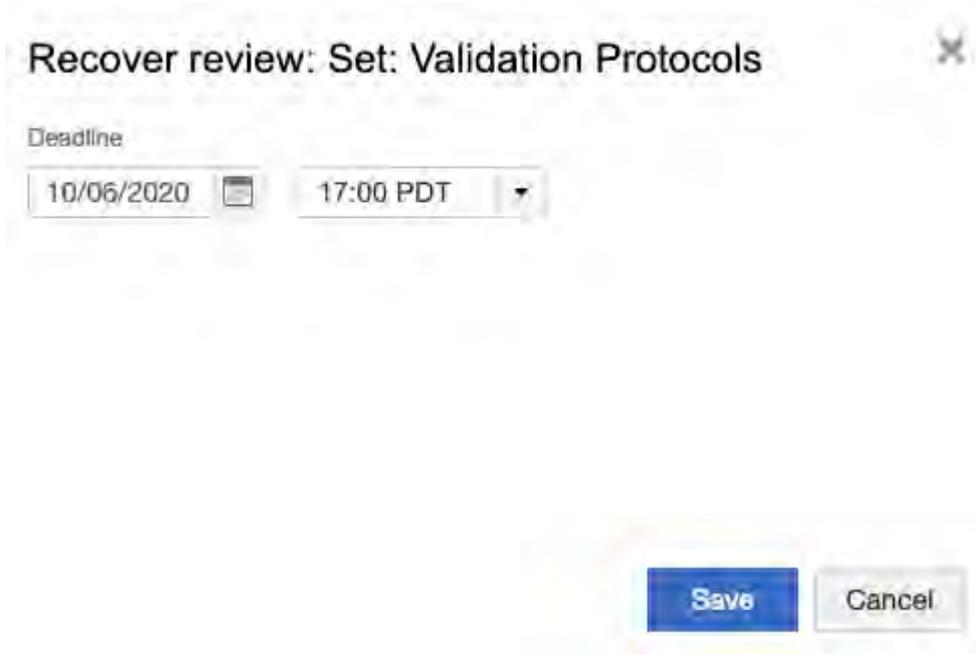 Recover review: Set: Validation Protocols
Deadline
10/06/2020 17:00 PDT
Save Cancel